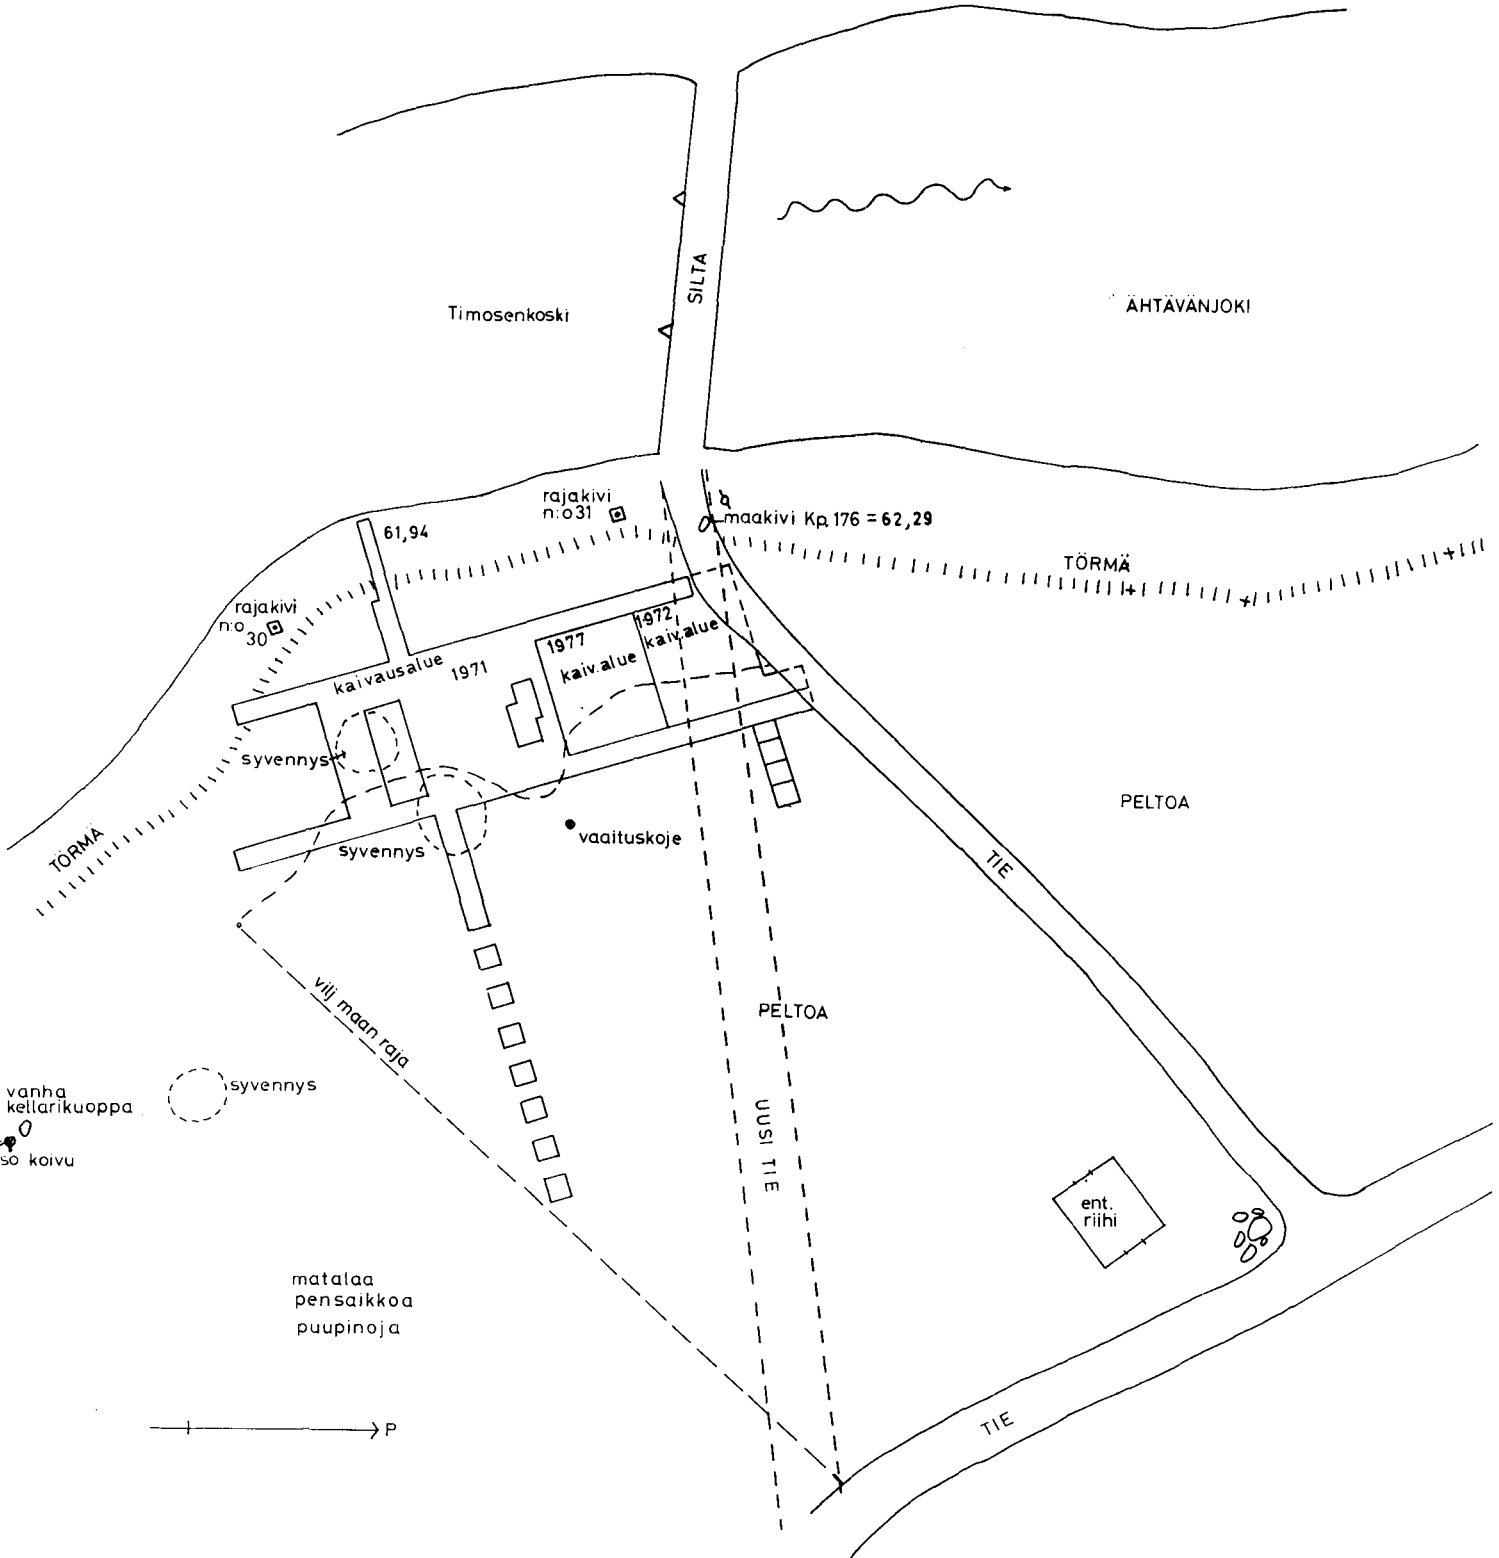 SILTA
Timosenkoski
ÄHTÄVÄNJOKI
rajakivi
n:o 31
maakivi Kp. 176 = 62,29
61,94
TÖRMÄ
rajakivi
n:o
30
kaivausalue 1971
1977
kaiv.alue
1972
kaiv.alue
syvennys
PELTOA
syvennys
vaaituskoje
TÖRMÄ
TIE
vilj maan raja
PELTOA
vanha
kellarikuoppa
syvennys
so koivu
UUSI TIE
ent.
riihi
matalaa
pensaikkoa
puupinoja
TIE
P